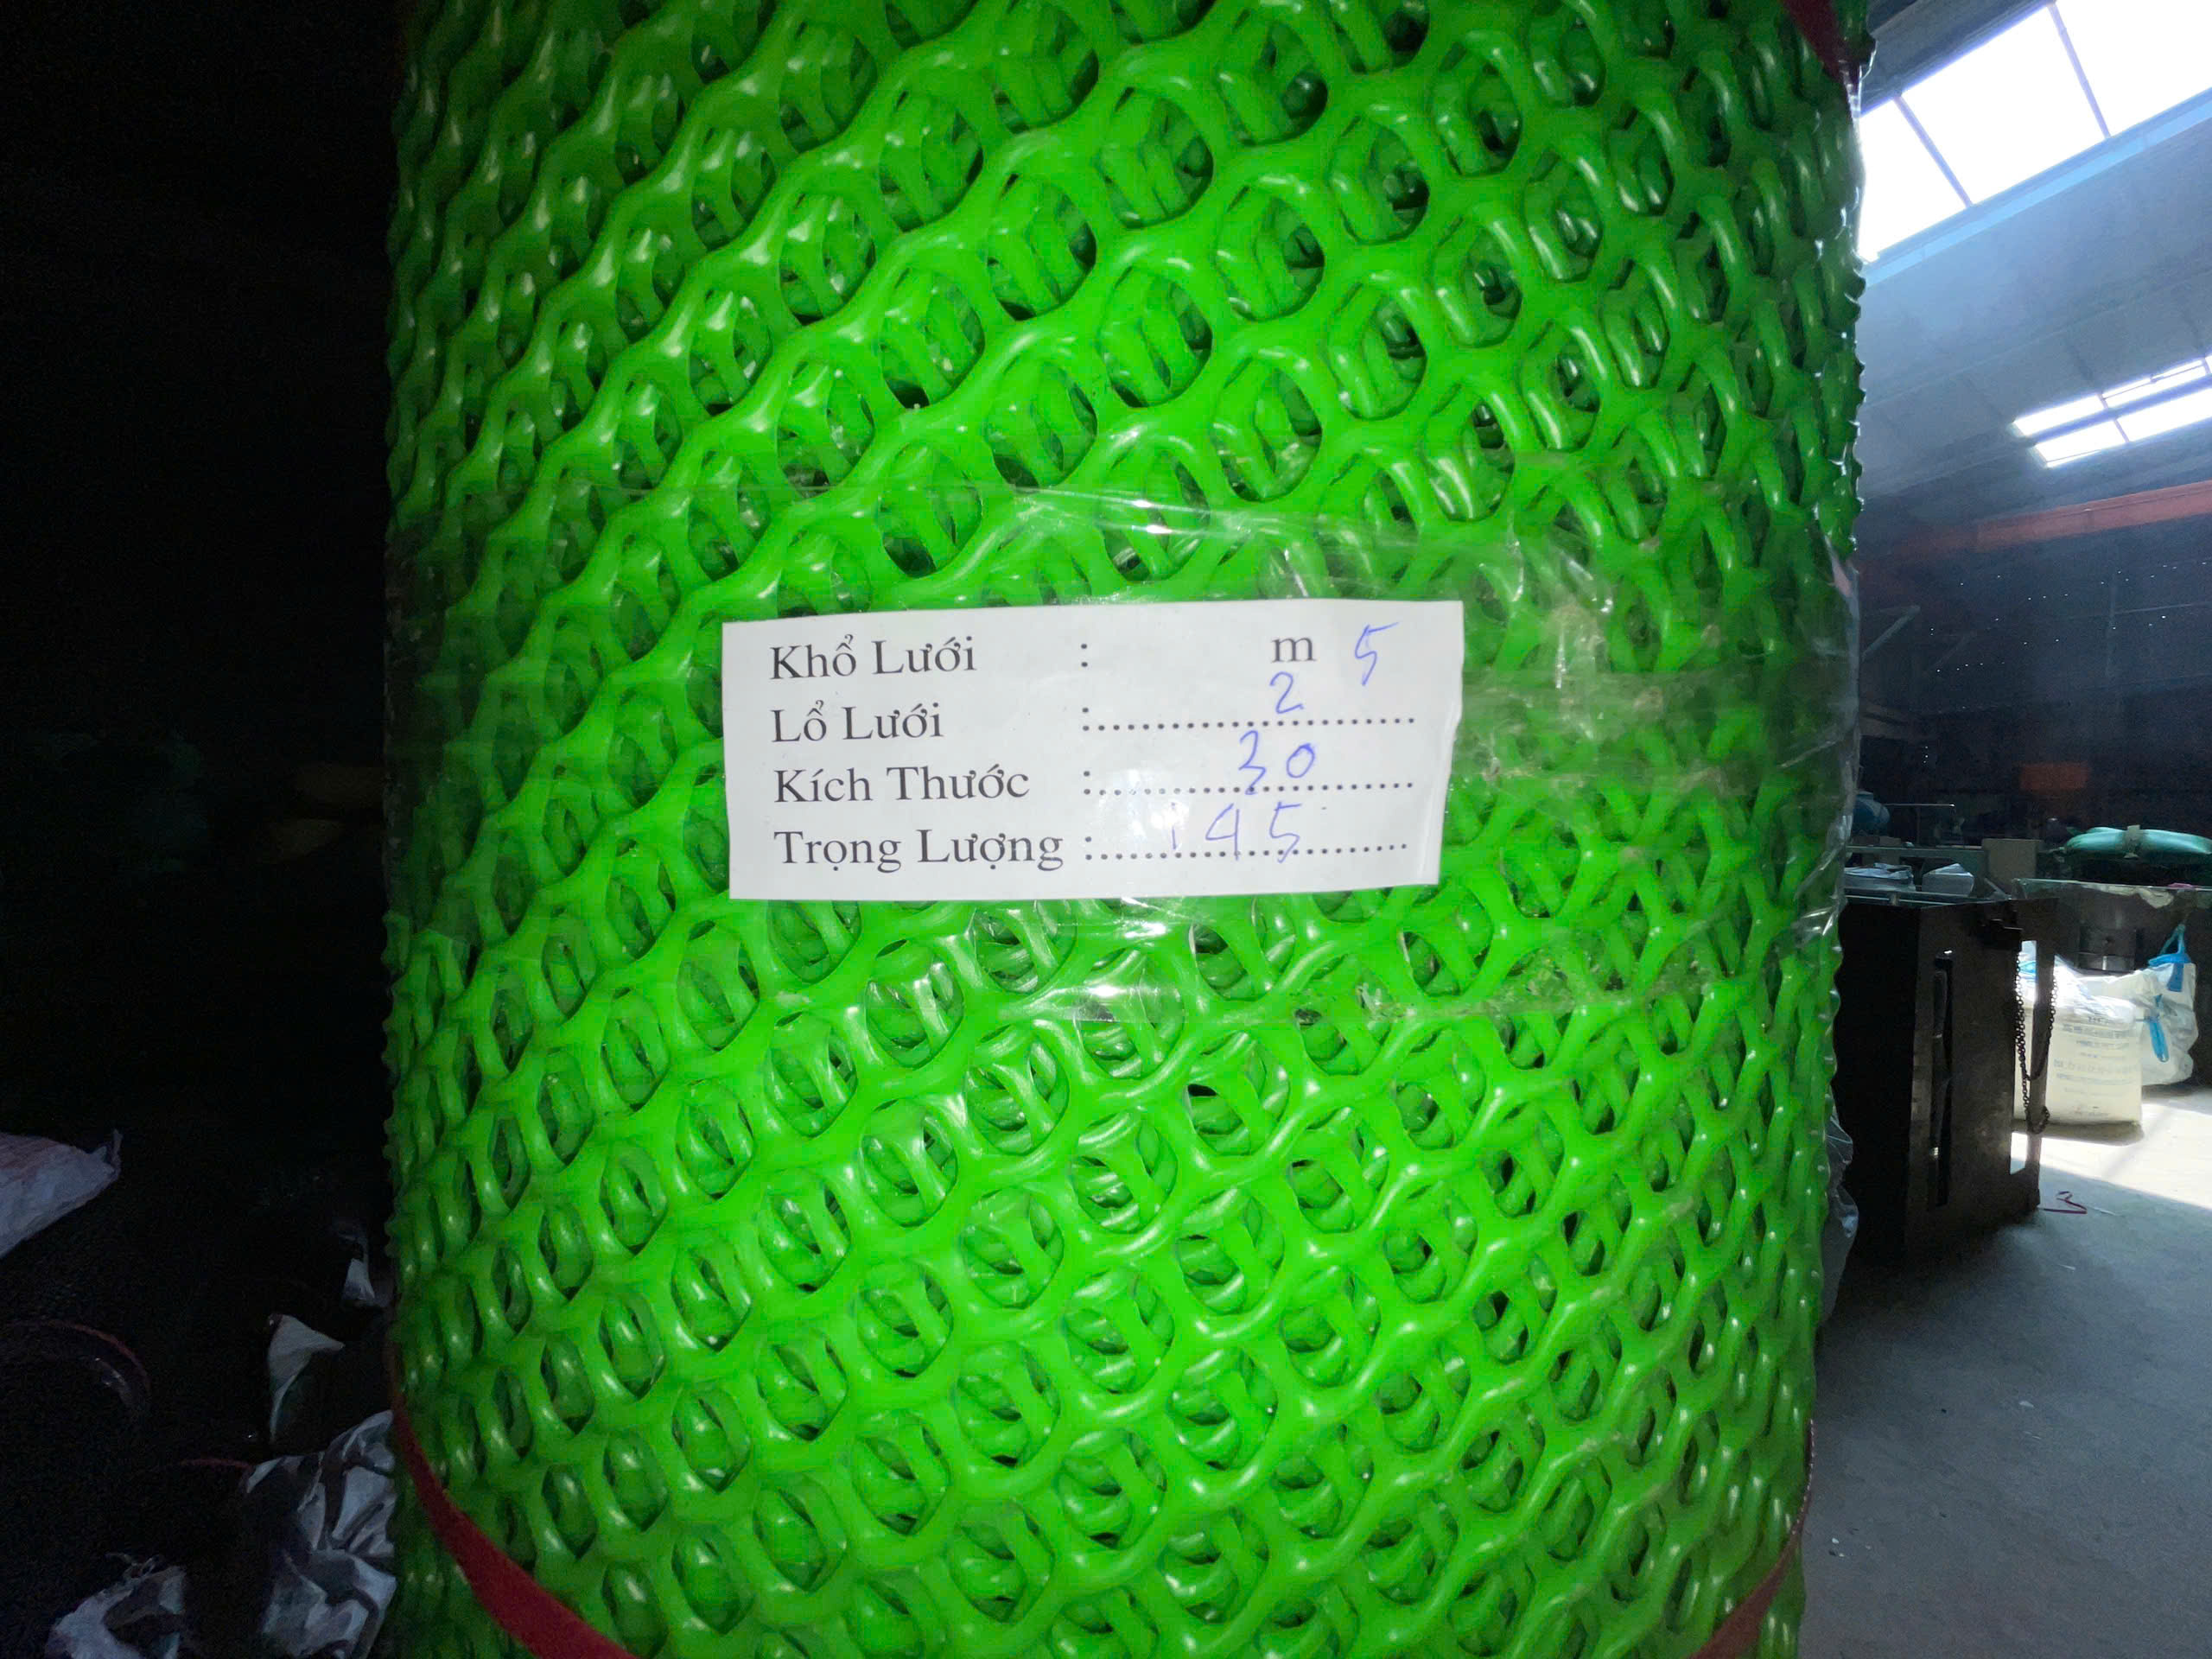 Khổ Lưới : m 5
Lổ Lưới :........................ 2
Kích Thước :........................ 30
Trọng Lượng :........................ 145